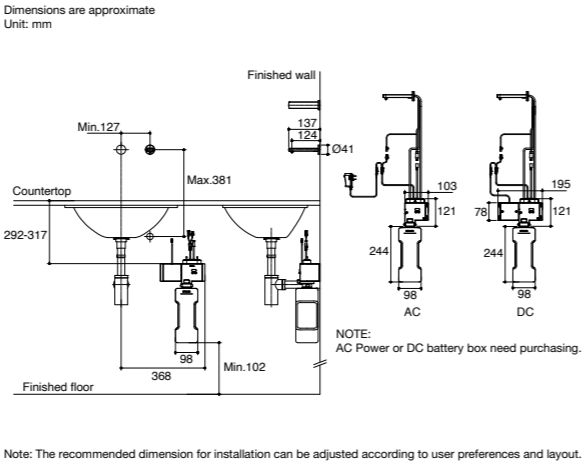 Dimensions are approximate
Unit: mm
Finished wall
137
124
Ø41
Min.127
Max.381
Countertop
292-317
98
368
Min.102
Finished floor
103
121
244
98
AC
195
78
121
244
98
DC
NOTE:
AC Power or DC battery box need purchasing.
Note: The recommended dimension for installation can be adjusted according to user preferences and layout.